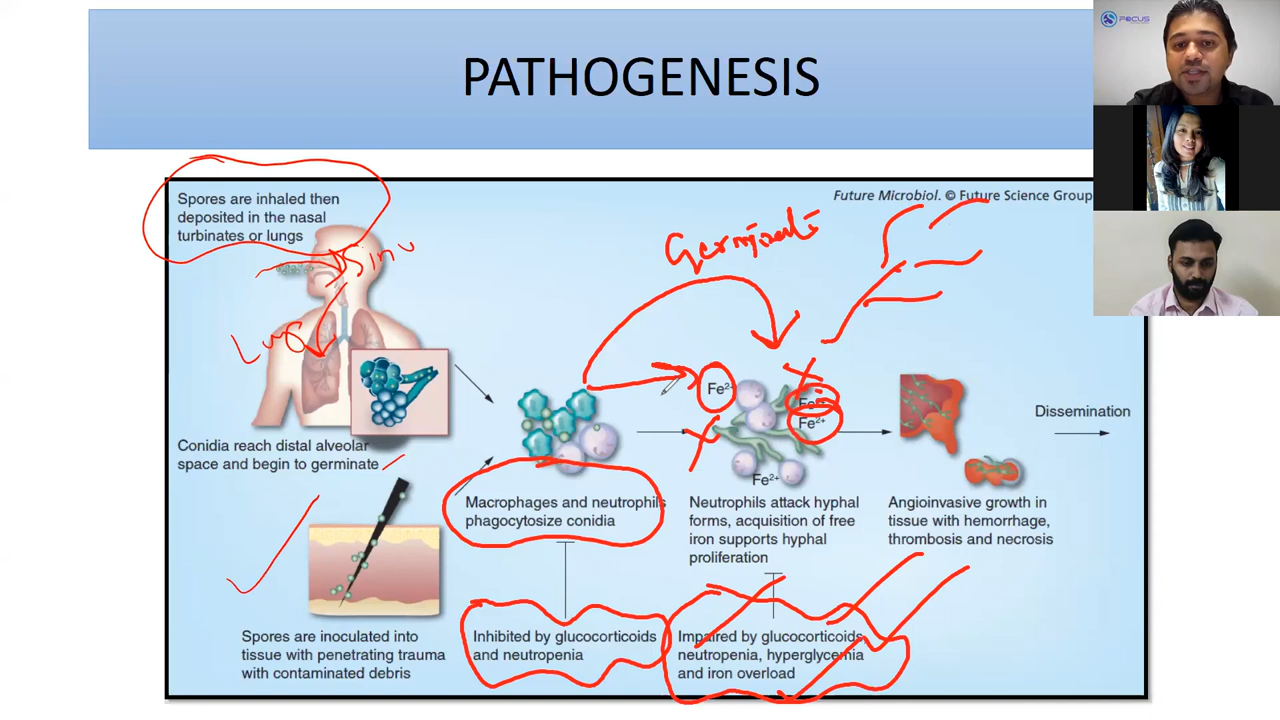 PATHOGENESIS
FOCUS
Spores are inhaled then
deposited in the nasal
turbinates or lungs
Future Microbiol. © Future Science Group
Sinu
Lungs
Fe2+
Fe2+
Fe2+
Fe2+
Dissemination
Conidia reach distal alveolar
space and begin to germinate
Macrophages and neutrophils
phagocytosize conidia
Neutrophils attack hyphal
forms, acquisition of free
iron supports hyphal
proliferation
Angioinvasive growth in
tissue with hemorrhage,
thrombosis and necrosis
Spores are inoculated into
tissue with penetrating trauma
with contaminated debris
Inhibited by glucocorticoids
and neutropenia
Impaired by glucocorticoids,
neutropenia, hyperglycemia
and iron overload